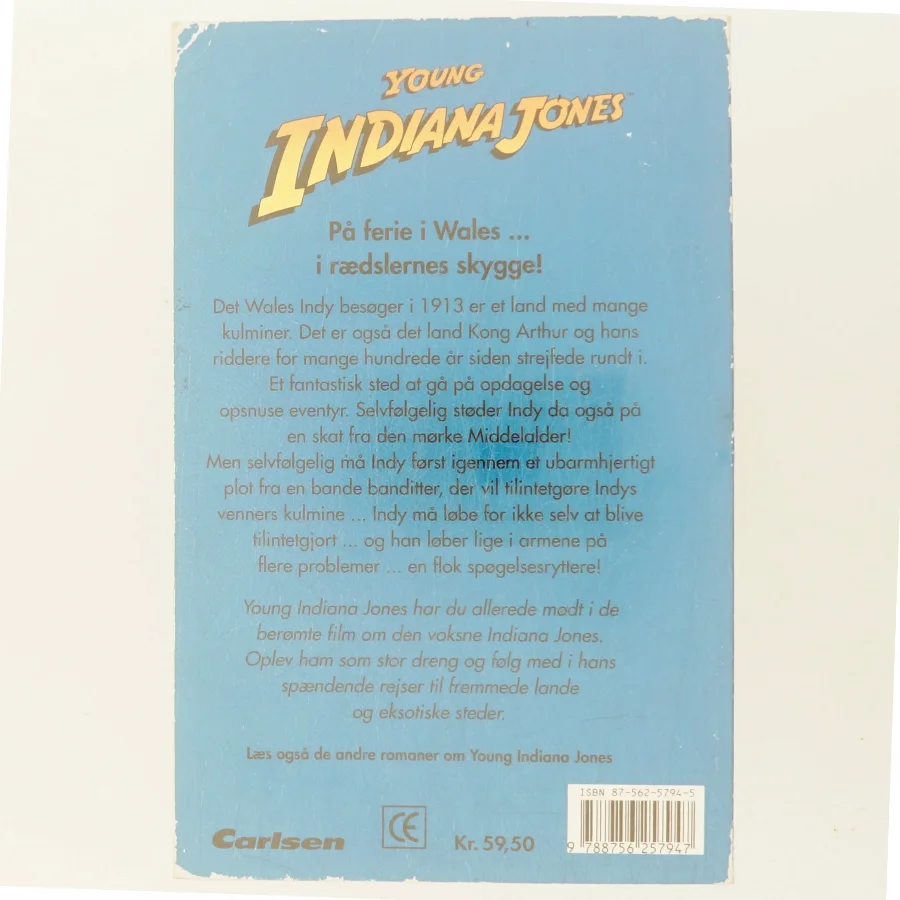 YOUNG
INDIANA JONES™
På ferie i Wales ...
i rædslernes skygge!
Det Wales Indy besøger i 1913 er et land med mange
kulminer. Det er også det land Kong Arthur og hans
riddere for mange hundrede år siden strejfede rundt i.
Et fantastisk sted at gå på opdagelse og
opsnuse eventyr. Selvfølgelig støder Indy da også på
en skat fra den mørke Middelalder!
Men selvfølgelig må Indy først igennem et ubarmhjertigt
plot fra en bande banditter, der vil tilintetgøre Indys
venners kulmine ... Indy må løbe for ikke selv at blive
tilintetgjort ... og han løber lige i armene på
flere problemer ... en flok spøgelsesryttere!
Young Indiana Jones har du allerede mødt i de
berømte film om den voksne Indiana Jones.
Oplev ham som stor dreng og følg med i hans
spændende rejser til fremmede lande
og eksotiske steder.
Læs også de andre romaner om Young Indiana Jones
ISBN 87-562-5794-5
Carlsen
CE
Kr. 59,50
9 788756 257947